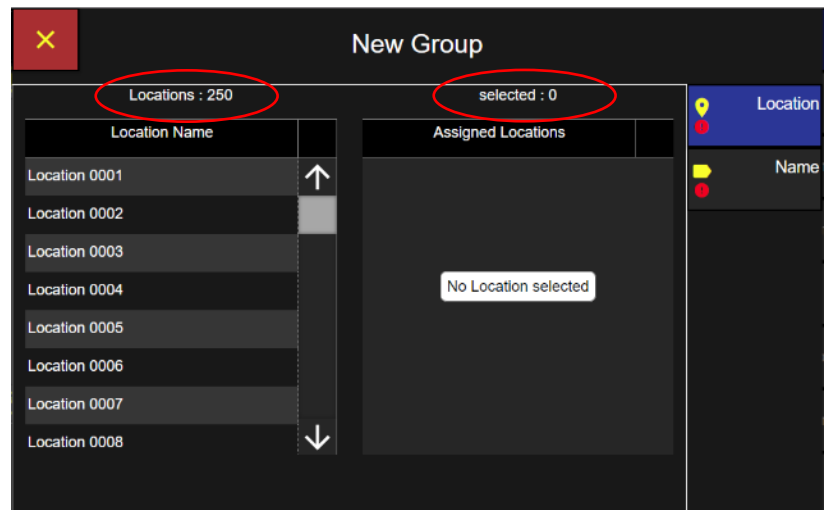 New Group
Locations : 250
selected : 0
Location Name
Assigned Locations
Location 0001
Location 0002
Location 0003
Location 0004
Location 0005
Location 0006
Location 0007
Location 0008
No Location selected
Location
Name